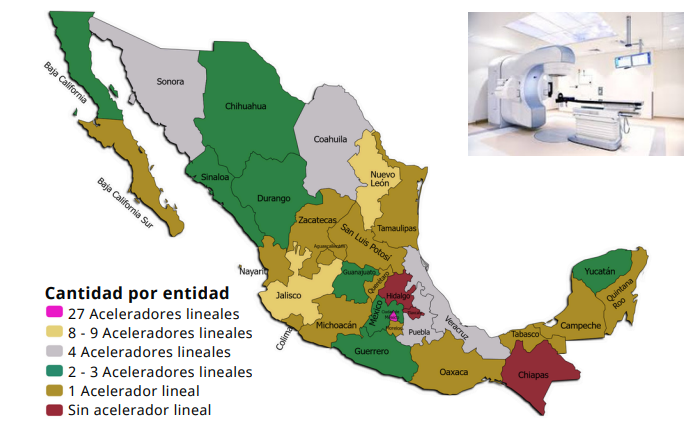 Baja California
Sonora
Chihuahua
Coahuila
Nuevo
León
Sinaloa
Durango
Baja California Sur
Zacatecas
San Luis Potosí
Tamaulipas
Aguascalientes
Nayarit
Guanajuato
Querétaro
Hidalgo
Yucatán
Quintana
Roo
Cantidad por entidad
27 Aceleradores lineales
8 - 9 Aceleradores lineales
4 Aceleradores lineales
2 - 3 Aceleradores lineales
1 Acelerador lineal
Sin acelerador lineal
Jalisco
Colima
Michoacán
México
Morelos
Puebla
Veracruz
Guerrero
Oaxaca
Tabasco
Campeche
Chiapas